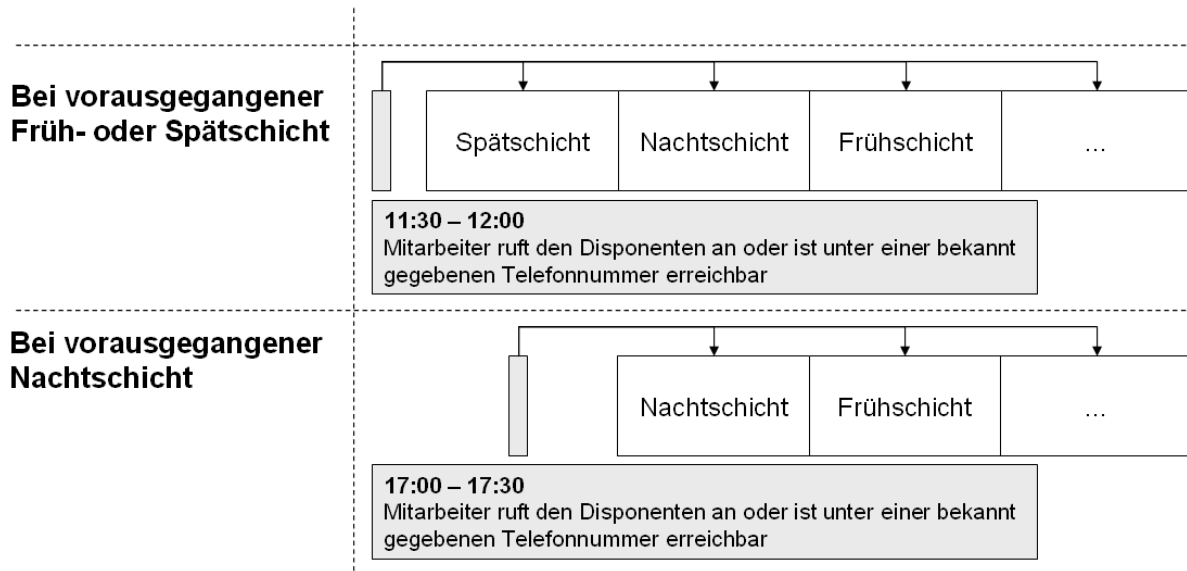 Bei vorausgegangener
Früh- oder Spätschicht
Spätschicht
Nachtschicht
Frühschicht
...
11:30 – 12:00
Mitarbeiter ruft den Disponenten an oder ist unter einer bekannt
gegebenen Telefonnummer erreichbar
Bei vorausgegangener
Nachtschicht
Nachtschicht
Frühschicht
...
17:00 – 17:30
Mitarbeiter ruft den Disponenten an oder ist unter einer bekannt
gegebenen Telefonnummer erreichbar